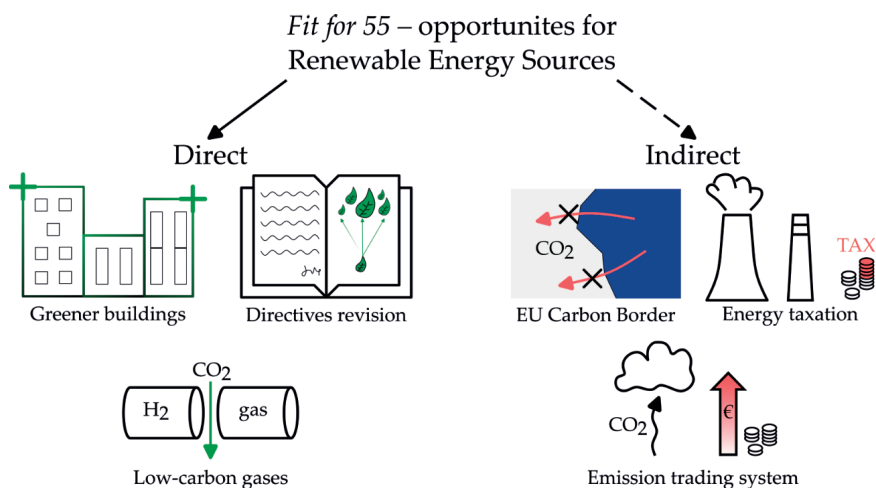 Fit for 55 – opportunites for
Renewable Energy Sources
Direct
Indirect
Greener buildings
Directives revision
CO2
EU Carbon Border
TAX
Energy taxation
CO2
H2
gas
Low-carbon gases
CO2
€
Emission trading system